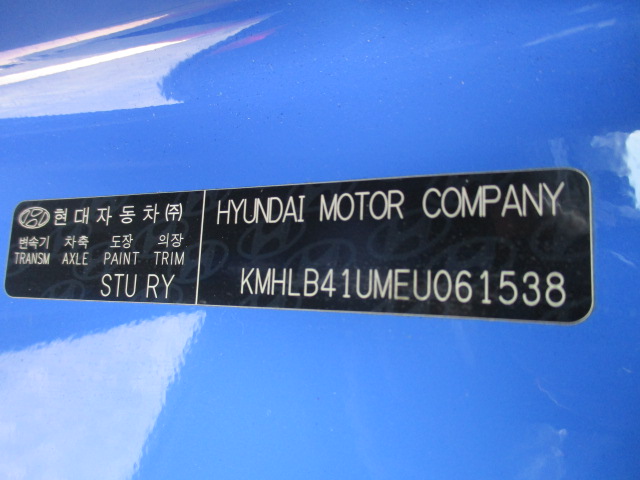 현대자동차㈜
변속기 차축 도장 의장
TRANSM AXLE PAINT TRIM
STU RY
HYUNDAI MOTOR COMPANY
KMHLB41UMEU061538